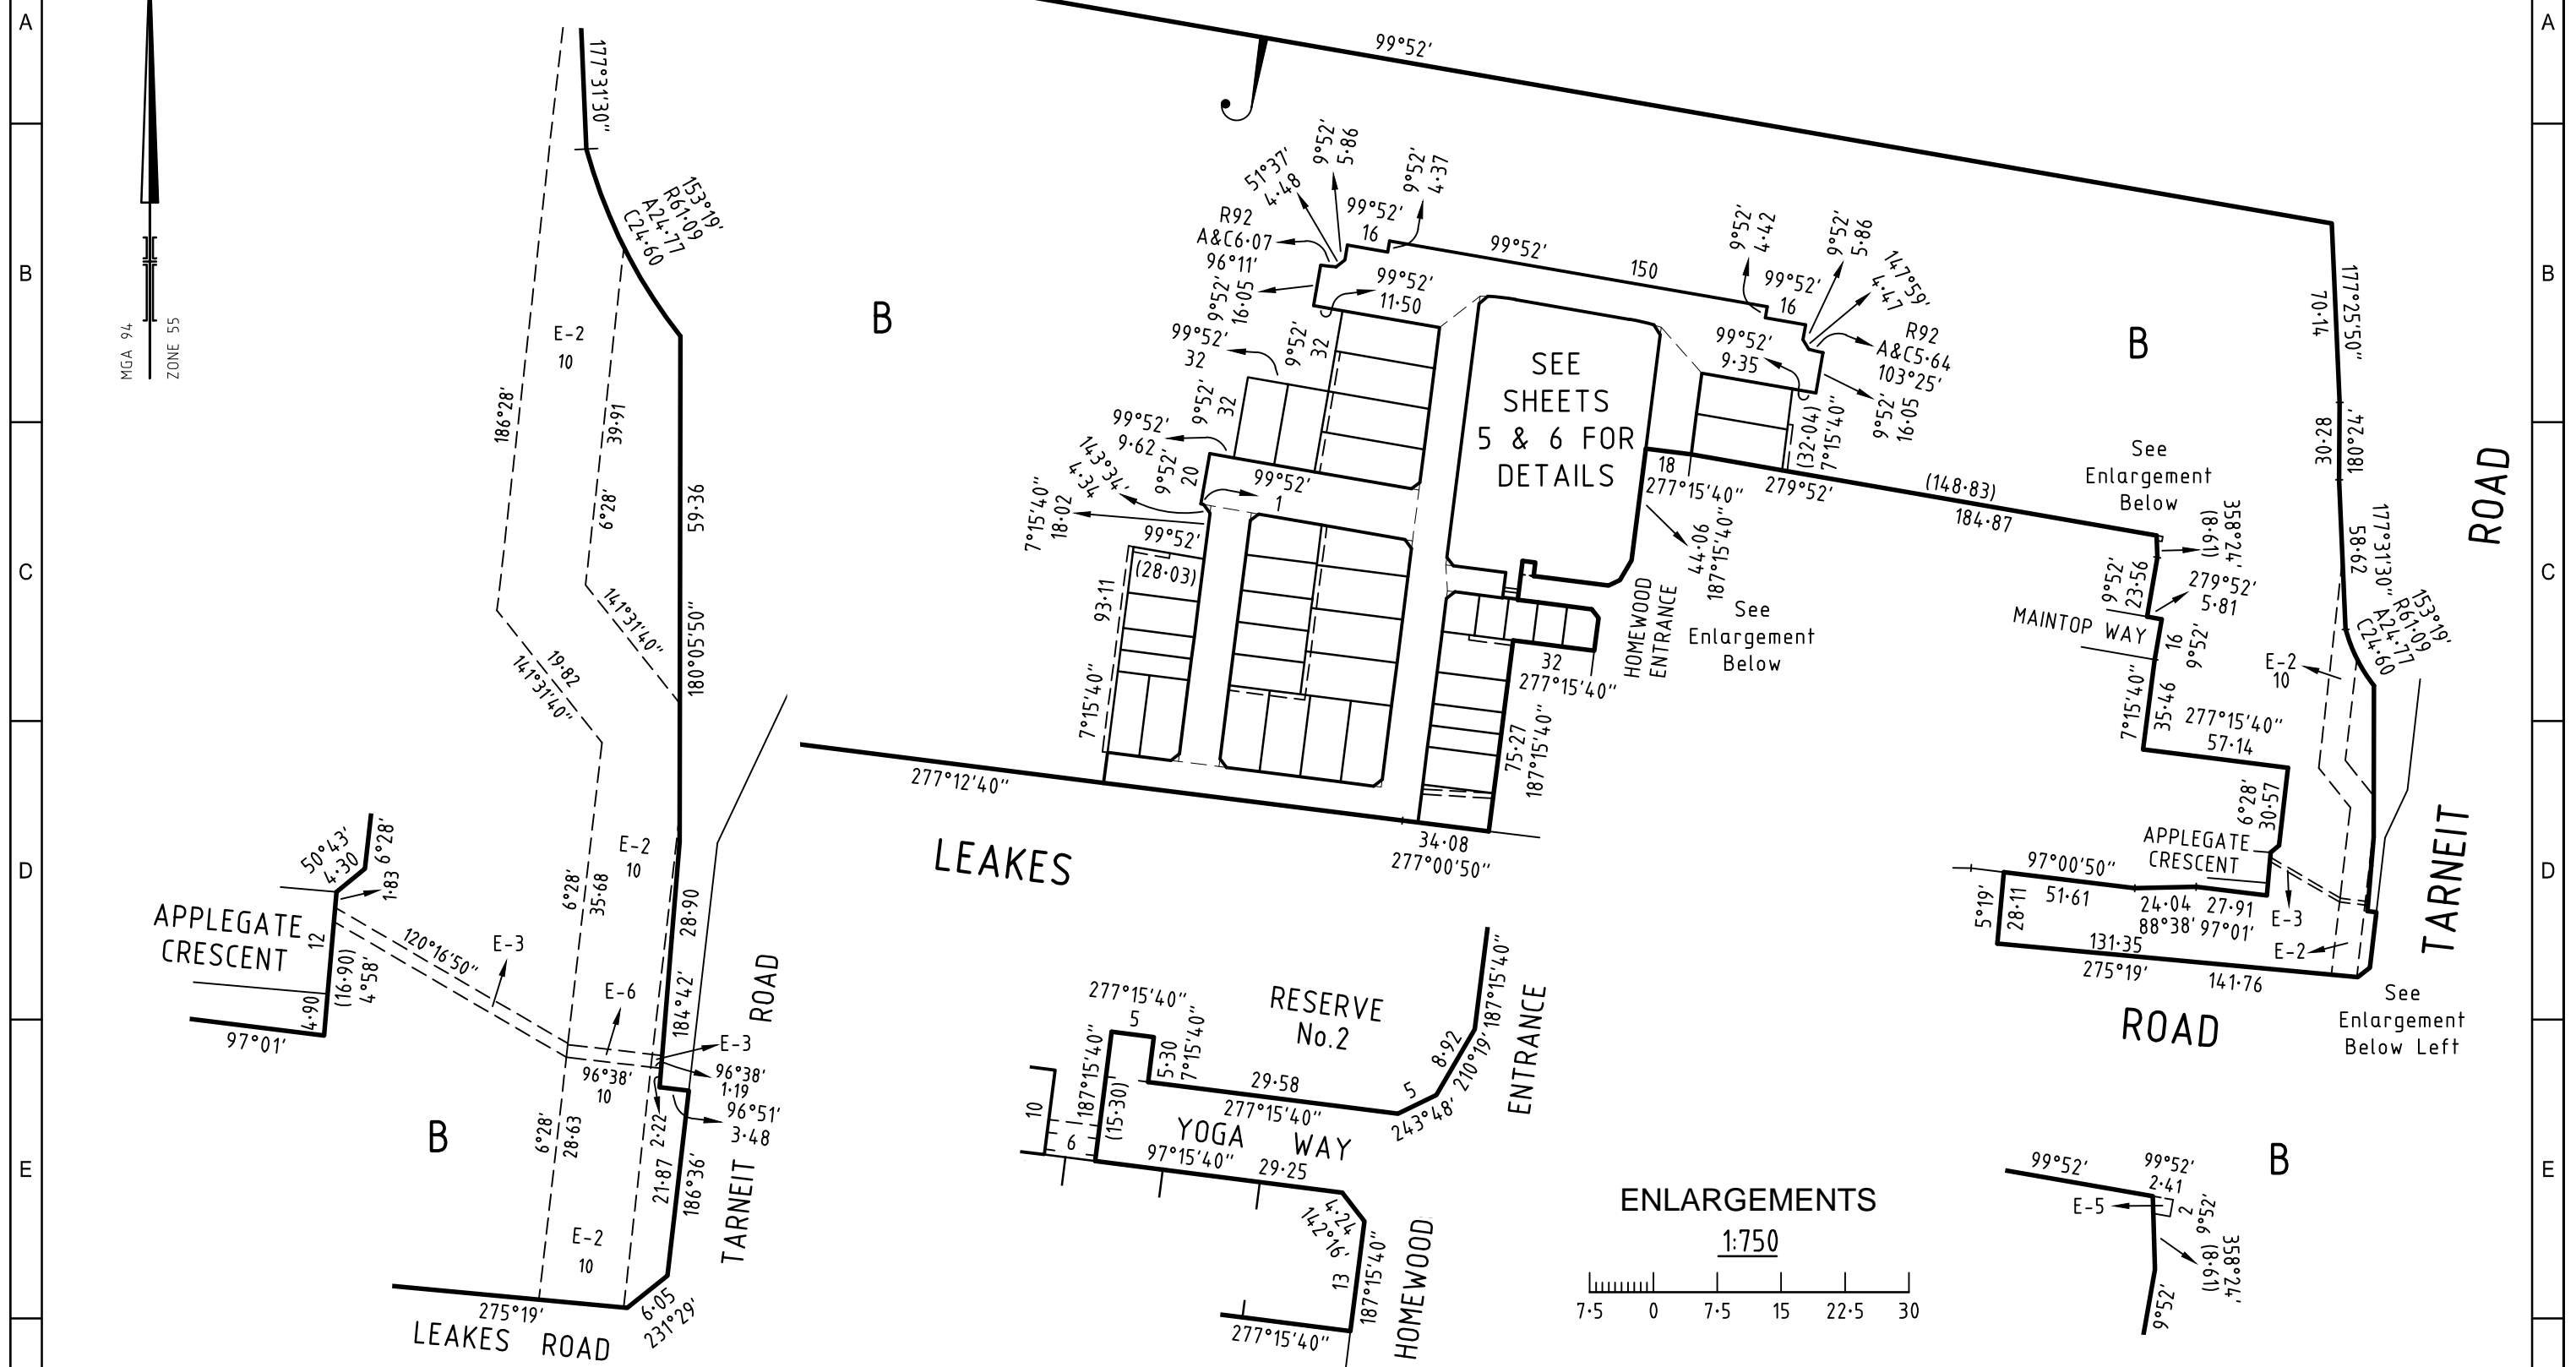 A
A
B
B
C
C
D
D
E
E
MGA 94
ZONE 55
177°31'30"
153°19'
R61·09
A24·77
C24·60
E-2
10
186°28'
39·91
6°28'
59·36
141°31'40"
180°05'50"
19·82
141°31'40"
E-2
10
6°28'
35·68
28·90
184°42'
50°43'
4·30
6°28'
1·83
APPLEGATE
CRESCENT
12
(16·90)
4°58'
4·90
97°01'
120°16'50"
E-3
E-6
E-3
96°38'
10
96°38'
1·19
96°51'
3·48
2·22
21·87
186°36'
6°28'
28·63
B
E-2
10
275°19'
6·05
231°29'
LEAKES ROAD
TARNEIT
ROAD
99°52'
B
51°37'
4·48
9°52'
5·86
9°52'
4·37
R92
A&C6·07
96°11'
99°52'
16
9°52'
16·05
99°52'
11·50
99°52'
150
9°52'
4·42
9°52'
5·86
99°52'
16
147°59'
4·47
R92
A&C5·64
103°25'
99°52'
9·35
9°52'
16·05
99°52'
32
9°52'
32
9°52'
32
99°52'
9·62
143°34'
4·34
9°52'
20
99°52'
1
7°15'40"
18·02
99°52'
(28·03)
93·11
7°15'40"
SEE
SHEETS
5 & 6 FOR
DETAILS
(32·04)
7°15'40"
18
277°15'40"
279°52'
(148·83)
184·87
44·06
187°15'40"
HOMEWOOD
ENTRANCE
See
Enlargement
Below
32
277°15'40"
75·27
187°15'40"
277°12'40"
34·08
277°00'50"
LEAKES
B
177°25'50"
70·14
30·28
180°24'
See
Enlargement
Below
177°31'30"
58·62
358°24'
(8·61)
9°52'
23·56
279°52'
5·81
MAINTOP WAY
16
9°52'
153°19'
R61·09
A24·77
C24·60
E-2
10
7°15'40"
35·46
277°15'40"
57·14
6°28'
30·57
APPLEGATE
CRESCENT
97°00'50"
51·61
24·04
88°38'
27·91
97°01'
E-3
E-2
5°19'
28·11
131·35
275°19'
141·76
ROAD
TARNEIT
ROAD
See
Enlargement
Below Left
277°15'40"
5
187°15'40"
(15·30)
5·30
7°15'40"
RESERVE
No.2
29·58
277°15'40"
8·92
210°19'
187°15'40"
5
243°48'
ENTRANCE
10
6
YOGA WAY
97°15'40"
29·25
4·24
142°16'
13
187°15'40"
277°15'40"
HOMEWOOD
ENLARGEMENTS
1:750
7·5 0 7·5 15 22·5 30
99°52'
99°52'
2·41
E-5
2
9°52'
358°24'
(8·61)
9°52'
B